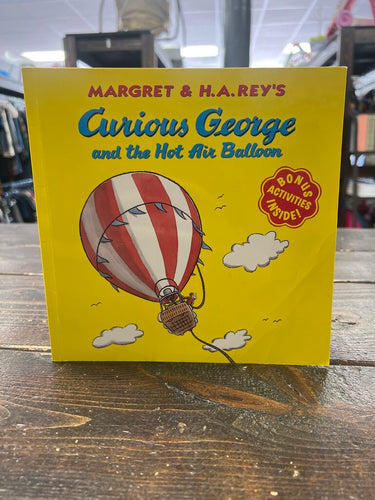 MARGRET & H.A.REY'S
Curious George
and the Hot Air Balloon
BONUS
ACTIVITIES
INSIDE!